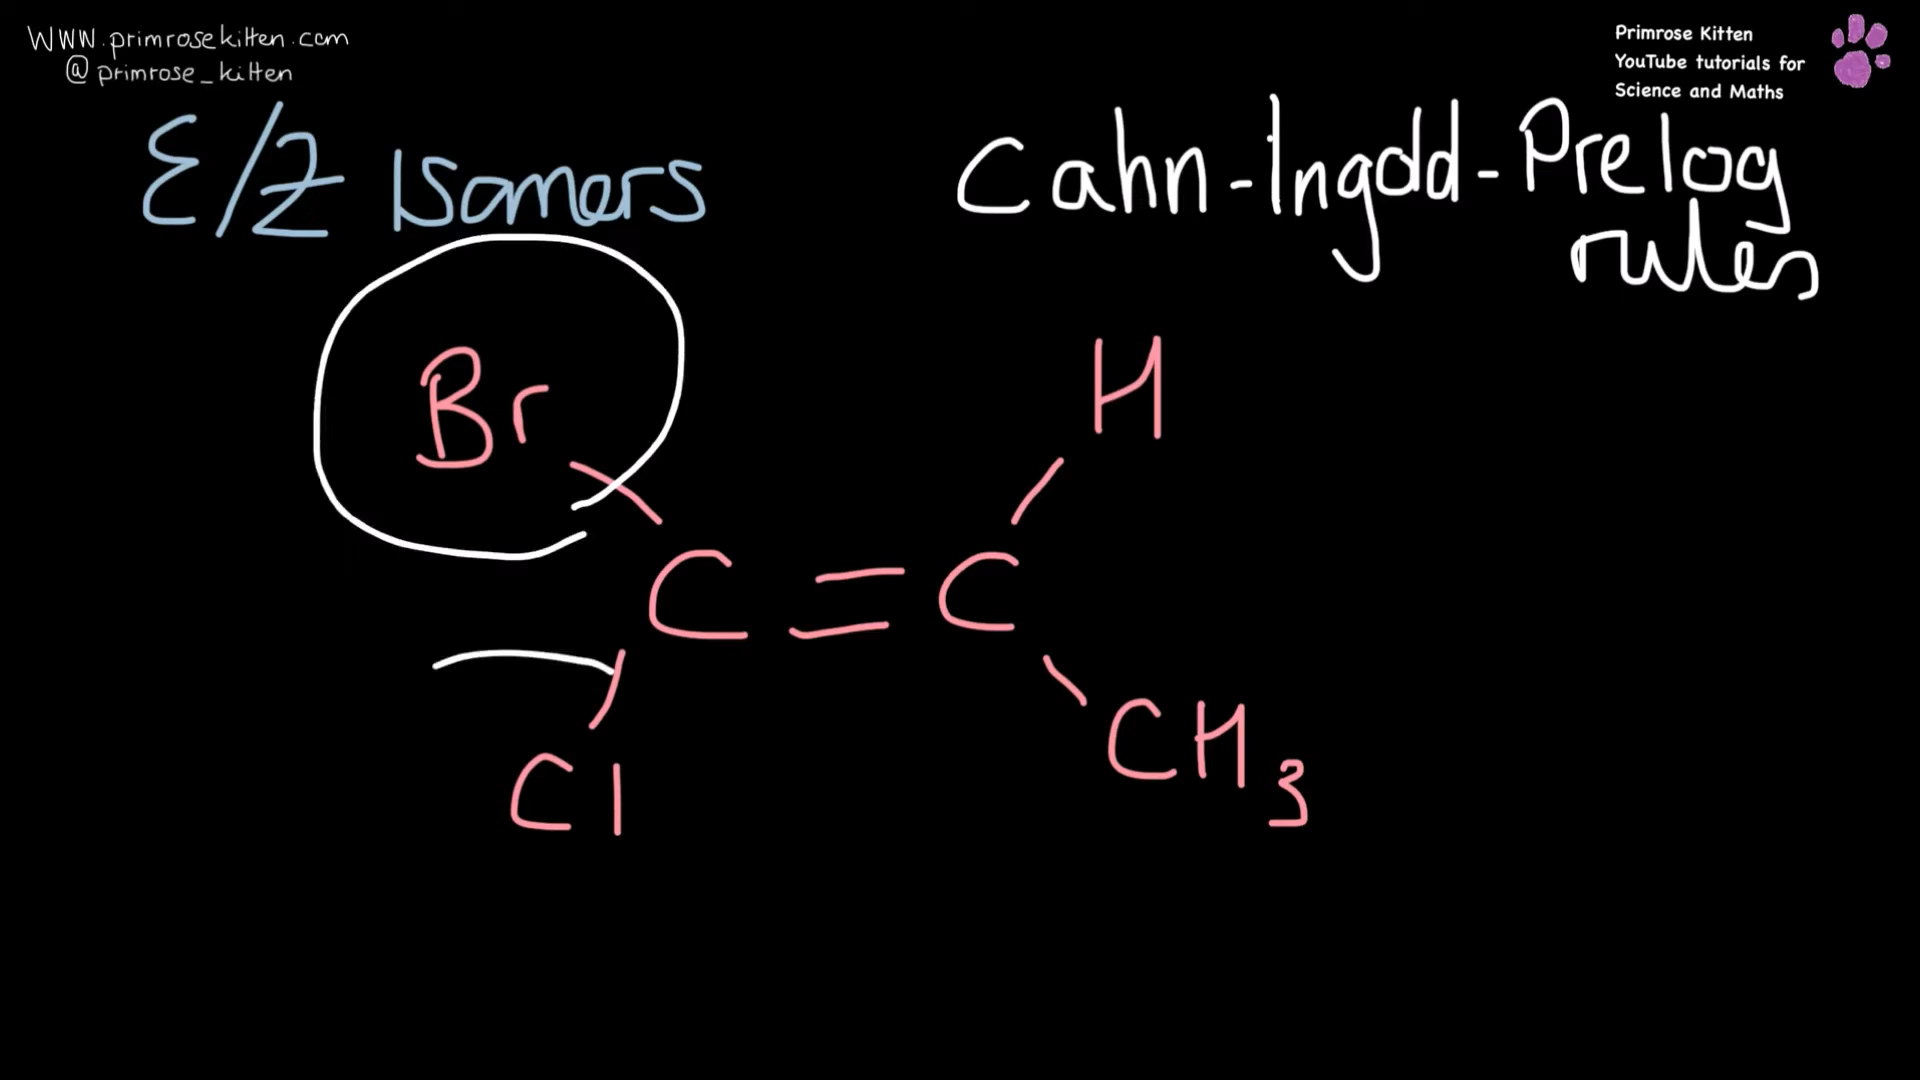 WWW.primrosekitten.com
@primrose_kitten
Primrose Kitten
YouTube tutorials for
Science and Maths
E/Z Isomers
Cahn-Ingold-Prelog
rules
Br
H
C=C
Cl
CH3